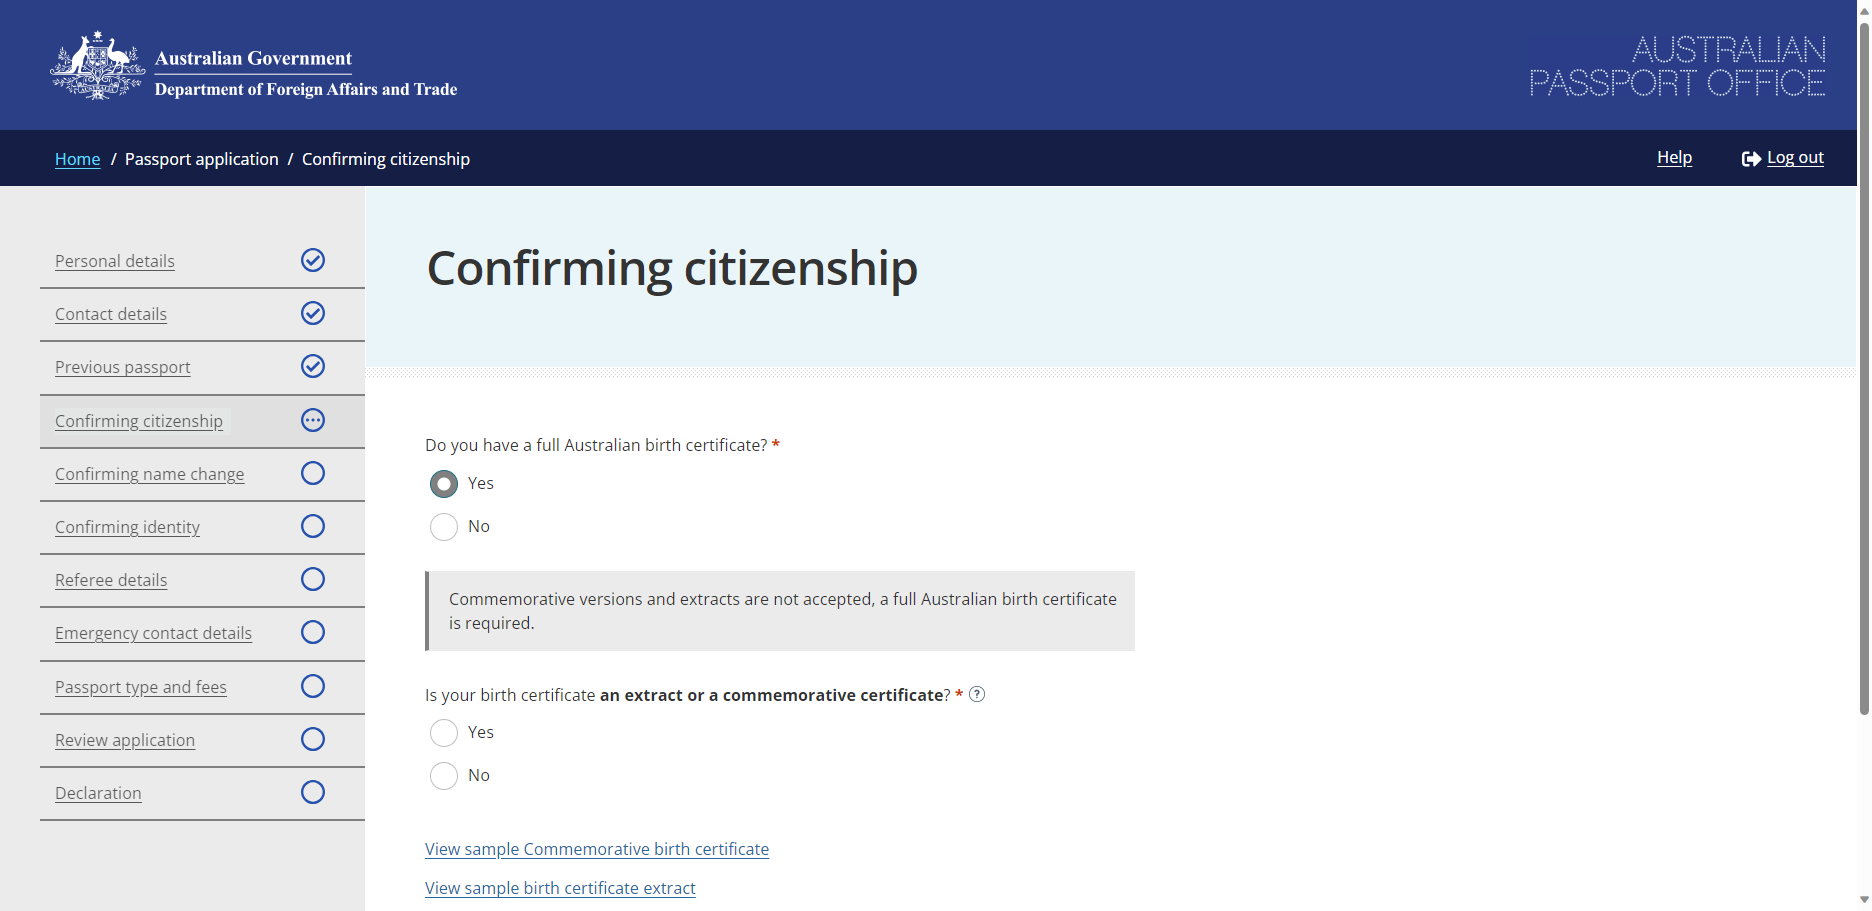 Australian Government
Department of Foreign Affairs and Trade
AUSTRALIAN
PASSPORT OFFICE
Home / Passport application / Confirming citizenship
Help
Log out
Personal details
Contact details
Previous passport
Confirming citizenship
Confirming name change
Confirming identity
Referee details
Emergency contact details
Passport type and fees
Review application
Declaration
Confirming citizenship
Do you have a full Australian birth certificate? *
Yes
No
Commemorative versions and extracts are not accepted, a full Australian birth certificate
is required.
Is your birth certificate an extract or a commemorative certificate? * ?
Yes
No
View sample Commemorative birth certificate
View sample birth certificate extract